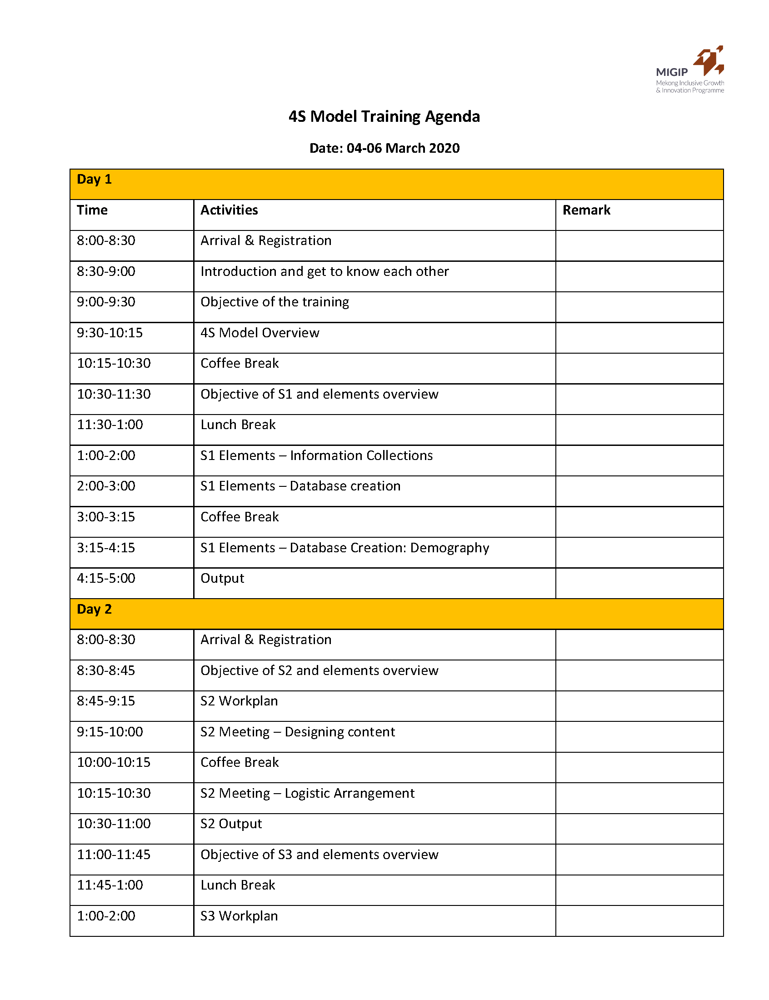 MIGIP
Mekong Inclusive Growth
& Innovation Programme
4S Model Training Agenda
Date: 04-06 March 2020
Day 1
Time Activities Remark
8:00-8:30 Arrival & Registration
8:30-9:00 Introduction and get to know each other
9:00-9:30 Objective of the training
9:30-10:15 4S Model Overview
10:15-10:30 Coffee Break
10:30-11:30 Objective of S1 and elements overview
11:30-1:00 Lunch Break
1:00-2:00 S1 Elements – Information Collections
2:00-3:00 S1 Elements – Database creation
3:00-3:15 Coffee Break
3:15-4:15 S1 Elements – Database Creation: Demography
4:15-5:00 Output
Day 2
8:00-8:30 Arrival & Registration
8:30-8:45 Objective of S2 and elements overview
8:45-9:15 S2 Workplan
9:15-10:00 S2 Meeting – Designing content
10:00-10:15 Coffee Break
10:15-10:30 S2 Meeting – Logistic Arrangement
10:30-11:00 S2 Output
11:00-11:45 Objective of S3 and elements overview
11:45-1:00 Lunch Break
1:00-2:00 S3 Workplan